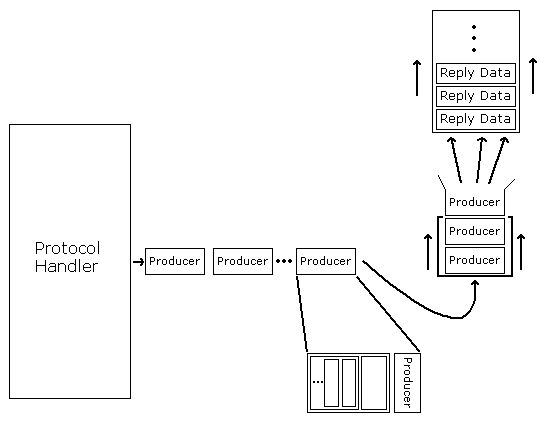 Reply Data
Reply Data
Reply Data
Producer
Producer
Producer
Protocol
Handler
Producer
Producer
Producer
Producer